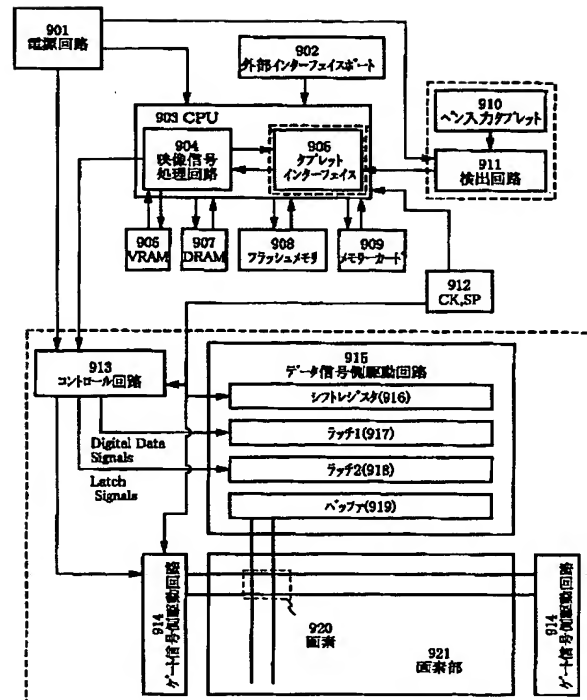 901
電源回路
902
外部インターフェイスポート
903 CPU
904
映像信号
処理回路
905
タブレット
インターフェイス
910
ペン入力タブレット
911
検出回路
906
VRAM
907
DRAM
908
フラッシュメモリ
909
メモリーカード
912
CK,SP
913
コントロール回路
915
データ信号側駆動回路
シフトレジスタ(916)
ラッチ1(917)
Digital Data
Signals
ラッチ2(918)
Latch
Signals
バッファ(919)
914
ゲート信号側駆動回路
920
画素
921
画素部
914
ゲート信号側駆動回路